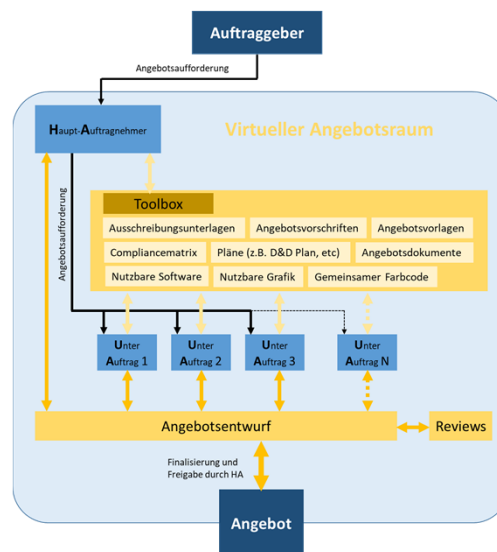 Auftraggeber
Angebotsaufforderung
Haupt-Auftragnehmer
Virtueller Angebotsraum
Angebotsaufforderung
Toolbox
Ausschreibungsunterlagen
Angebotsvorschriften
Angebotsvorlagen
Compliancematrix
Pläne (z.B. D&D Plan, etc)
Angebotsdokumente
Nutzbare Software
Nutzbare Grafik
Gemeinsamer Farbcode
Unter
Auftrag 1
Unter
Auftrag 2
Unter
Auftrag 3
Unter
Auftrag N
Angebotsentwurf
Reviews
Finalisierung und
Freigabe durch HA
Angebot